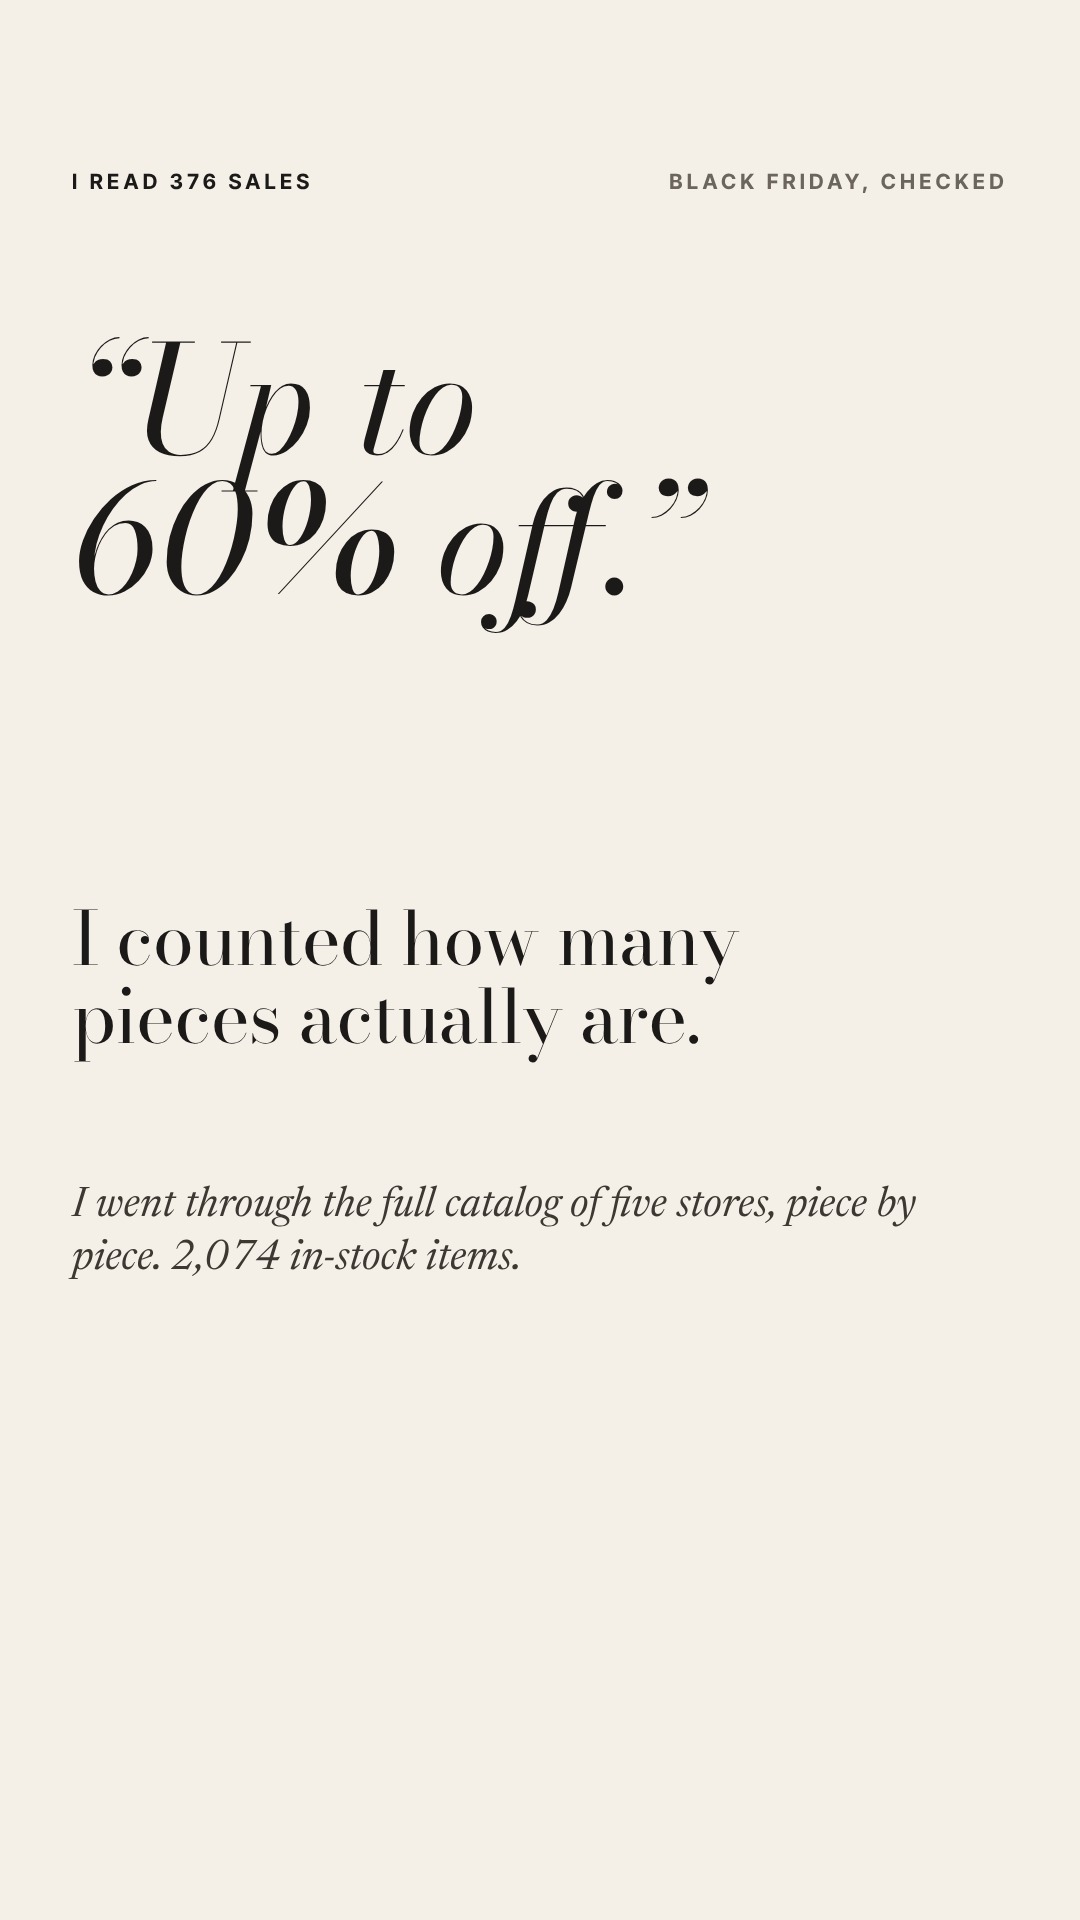 I READ 376 SALES
BLACK FRIDAY, CHECKED
“Up to
60% off.”
I counted how many
pieces actually are.
I went through the full catalog of five stores, piece by
piece. 2,074 in-stock items.